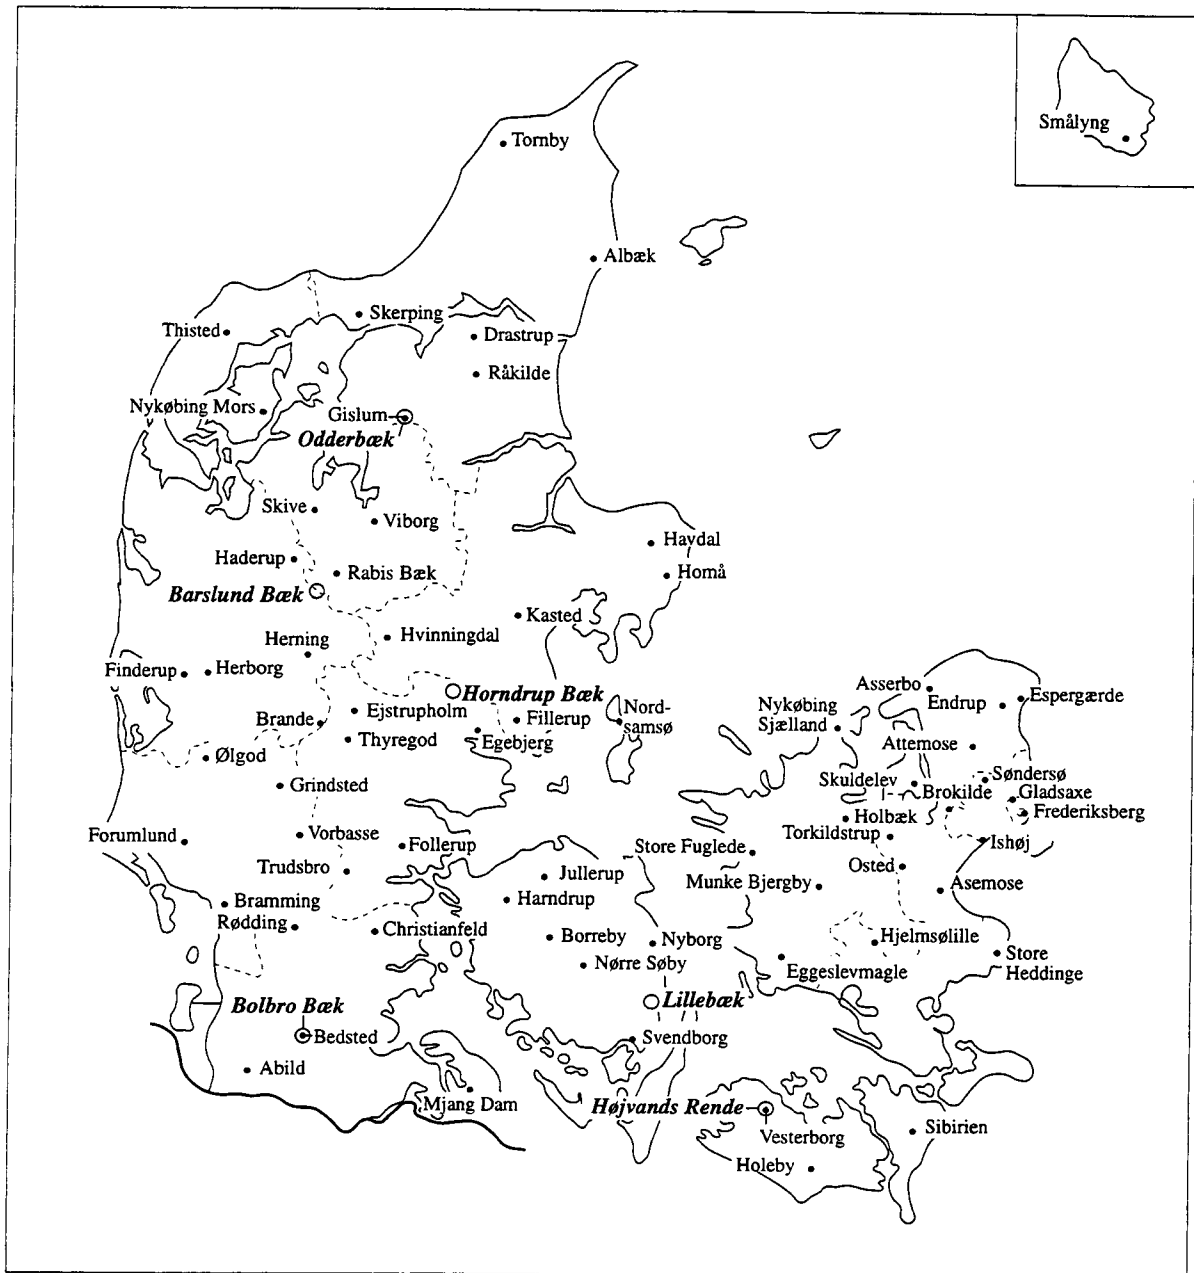 Smålyng
Tornby
Albæk
Skerping
Thisted
Drastrup
Råkilde
Nykøbing Mors
Gislum
Odderbæk
Skive
Viborg
Havdal
Haderup
Rabis Bæk
Homå
Barslund Bæk
Kasted
Hvinningdal
Herning
Finderup
Herborg
Asserbo
Horndrup Bæk
Endrup
Espergærde
Ejstrupholm
Fillerup
Nord-
samsø
Nykøbing
Sjælland
Brande
Thyregod
Egebjerg
Attemose
Ølgod
Grindsted
Skuldelev
Søndersø
Brokilde
Gladsaxe
Frederiksberg
Holbæk
Forumlund
Vorbasse
Follerup
Store Fuglede
Torkildstrup
Ishøj
Trudsbro
Jullerup
Munke Bjergby
Osted
Asemose
Harndrup
Bramming
Rødding
Christianfeld
Borreby
Nyborg
Hjelmsølille
Store
Heddinge
Nørre Søby
Eggeslevmagle
Bolbro Bæk
Lillebæk
Bedsted
Svendborg
Abild
Mjang Dam
Højvands Rende
Vesterborg
Sibirien
Holeby